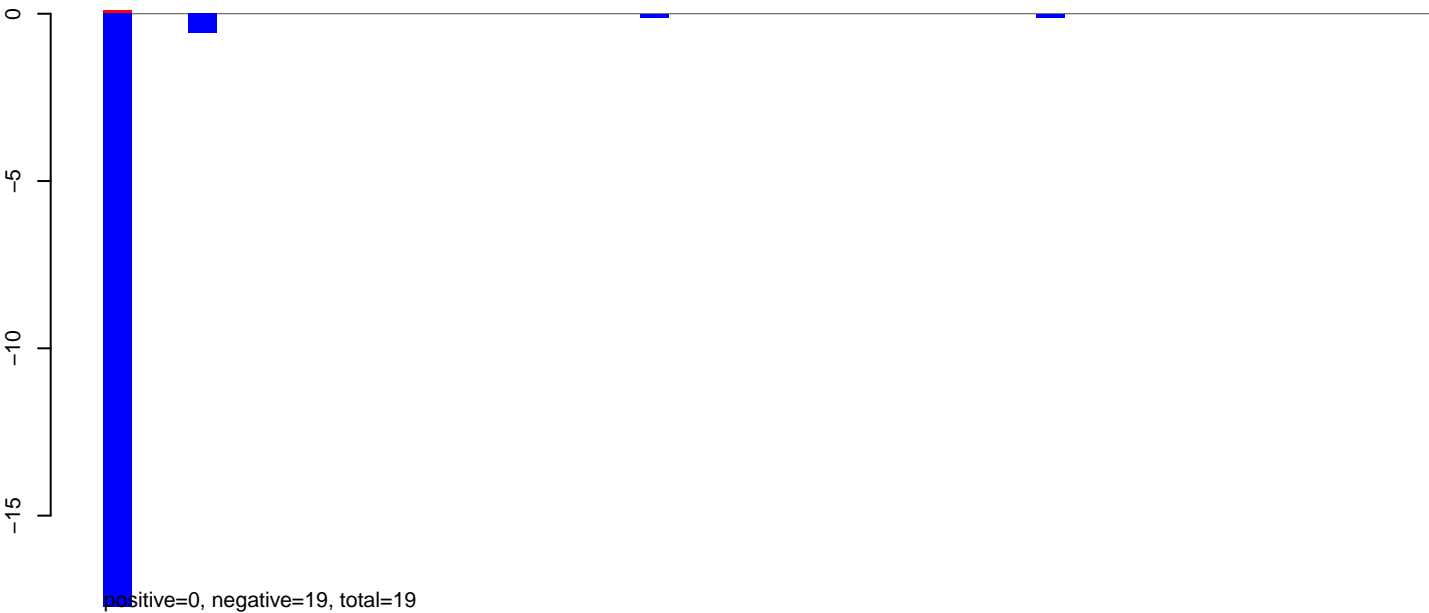 0
−5
−10
−15
positive=0, negative=19, total=19